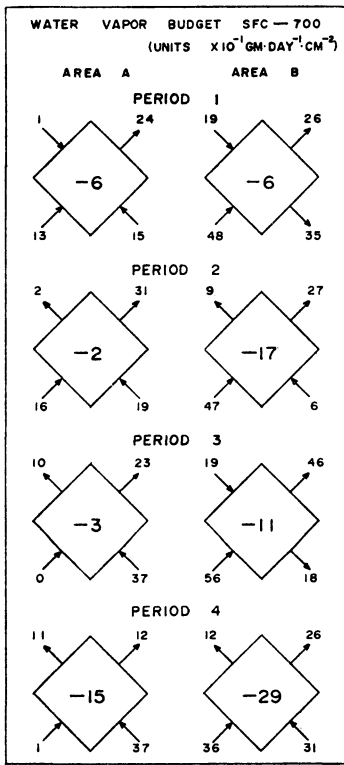 WATER VAPOR BUDGET SFC — 700
(UNITS X10⁻¹ GM·DAY⁻¹·CM⁻²)
AREA A AREA B
PERIOD 1
1 24 19 26
-6 -6
13 15 48 35
PERIOD 2
2 31 9 27
-2 -17
16 19 47 6
PERIOD 3
10 23 19 46
-3 -11
0 37 56 18
PERIOD 4
11 12 12 26
-15 -29
1 37 36 31